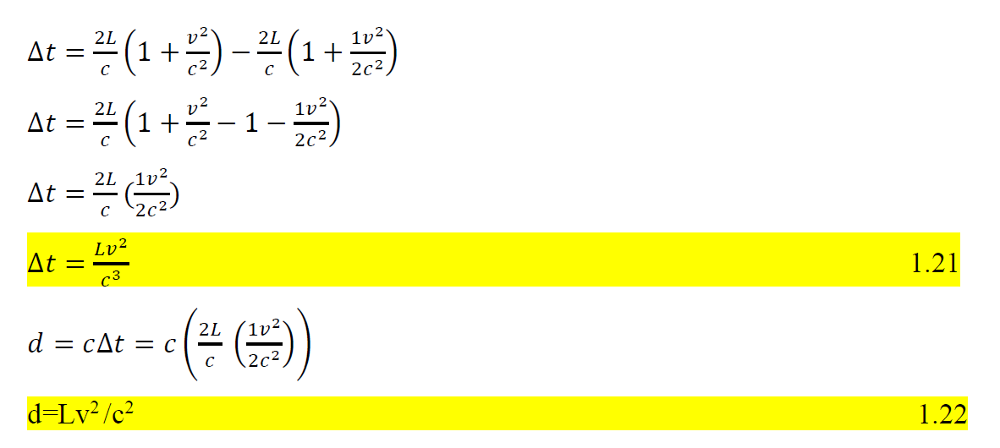 Δt = 2L/c (1 + v²/c²) − 2L/c (1 + 1v²/2c²)
Δt = 2L/c (1 + v²/c² − 1 − 1v²/2c²)
Δt = 2L/c (1v²/2c²)
Δt = Lv²/c³ 1.21
d = cΔt = c(2L/c (1v²/2c²))
d=Lv²/c² 1.22